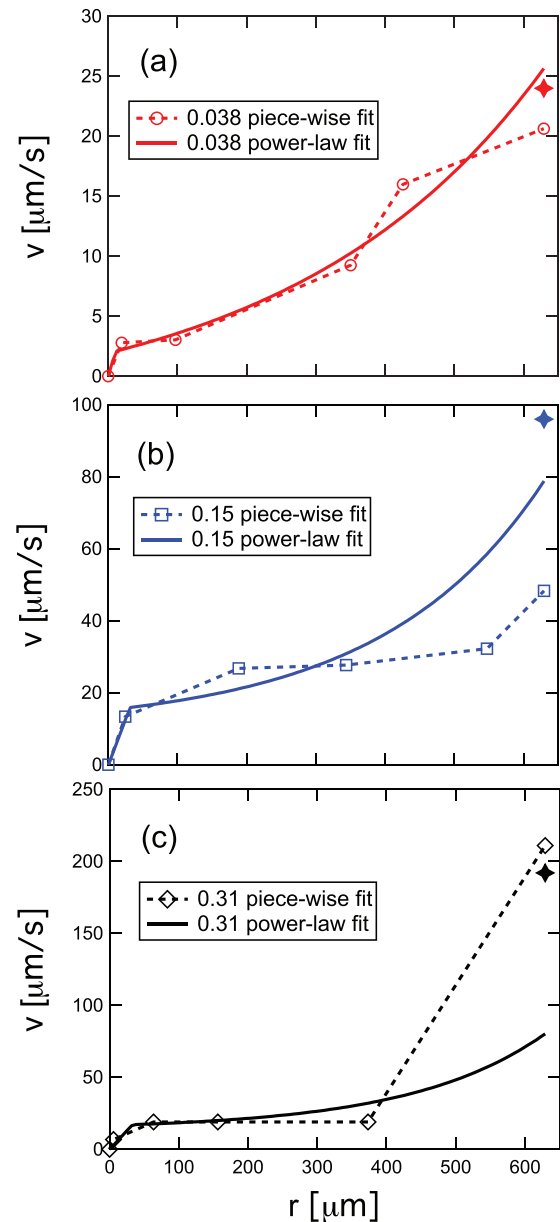 30
25
20
15
10
5
0
v [μm/s]
(a)
0.038 piece-wise fit
0.038 power-law fit
100
80
60
40
20
0
v [μm/s]
(b)
0.15 piece-wise fit
0.15 power-law fit
250
200
150
100
50
0
v [μm/s]
(c)
0.31 piece-wise fit
0.31 power-law fit
0 100 200 300 400 500 600
r [μm]